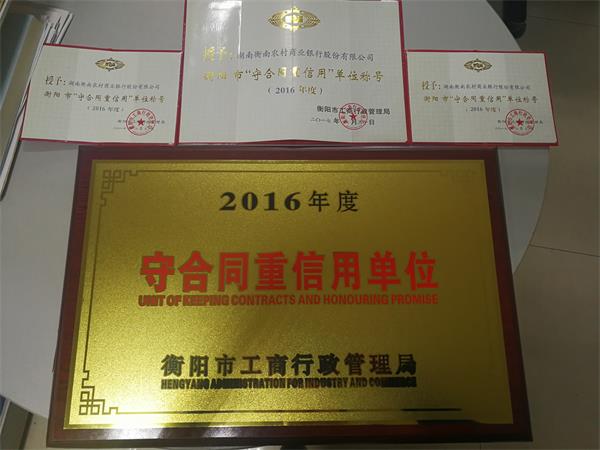 授予:湖南衡南农村商业银行股份有限公司
衡阳市“守合同重信用”单位称号
(2016年度)
衡阳市工商行政管理局
授予:湖南衡南农村商业银行股份有限公司
衡阳市“守合同重信用”单位称号
(2016年度)
授予:湖南衡南农村商业银行股份有限公司
衡阳市“守合同重信用”单位称号
(2016年度)
2016年度
守合同重信用单位
UNIT OF KEEPING CONTRACTS AND HONOURING PROMISE
衡阳市工商行政管理局
HENGYANG ADMINISTRATION FOR INDUSTRY AND COMMERCE